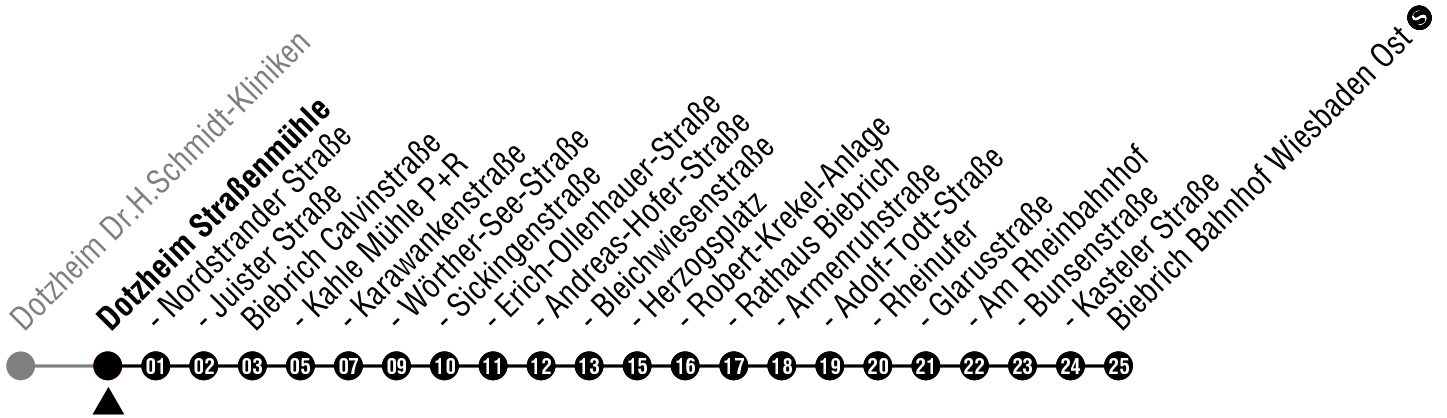 Dotzheim Dr.H.Schmidt-Kliniken
Dotzheim Straßenmühle
- Nordstrander Straße
- Juister Straße
Biebrich Calvinstraße
- Kahle Mühle P+R
- Karawankenstraße
- Wörther-See-Straße
- Sickingenstraße
- Erich-Ollenhauer-Straße
- Andreas-Hofer-Straße
- Bleichwiesenstraße
- Herzogsplatz
- Robert-Krekel-Anlage
- Rathaus Biebrich
- Armenruhstraße
- Adolf-Todt-Straße
- Rheinufer
- Glarusstraße
- Am Rheinbahnhof
- Bunsenstraße
- Kasteler Straße
Biebrich Bahnhof Wiesbaden Ost S
01 02 03 05 07 09 10 11 12 13 15 16 17 18 19 20 21 22 23 24 25